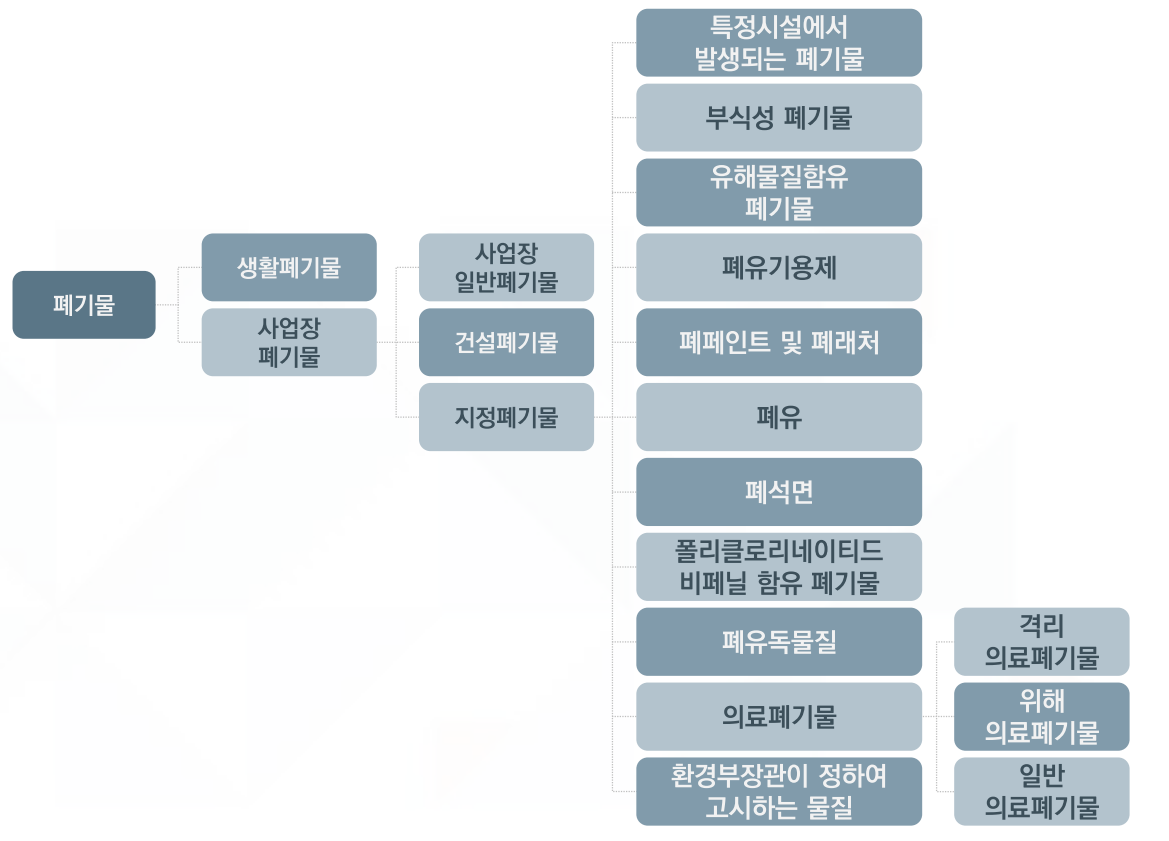 폐기물
생활폐기물
사업장
폐기물
사업장
일반폐기물
건설폐기물
지정폐기물
특정시설에서
발생되는 폐기물
부식성 폐기물
유해물질함유
폐기물
폐유기용제
폐페인트 및 폐래처
폐유
폐석면
폴리클로리네이티드
비페닐 함유 폐기물
폐유독물질
의료폐기물
환경부장관이 정하여
고시하는 물질
격리
의료폐기물
위해
의료폐기물
일반
의료폐기물